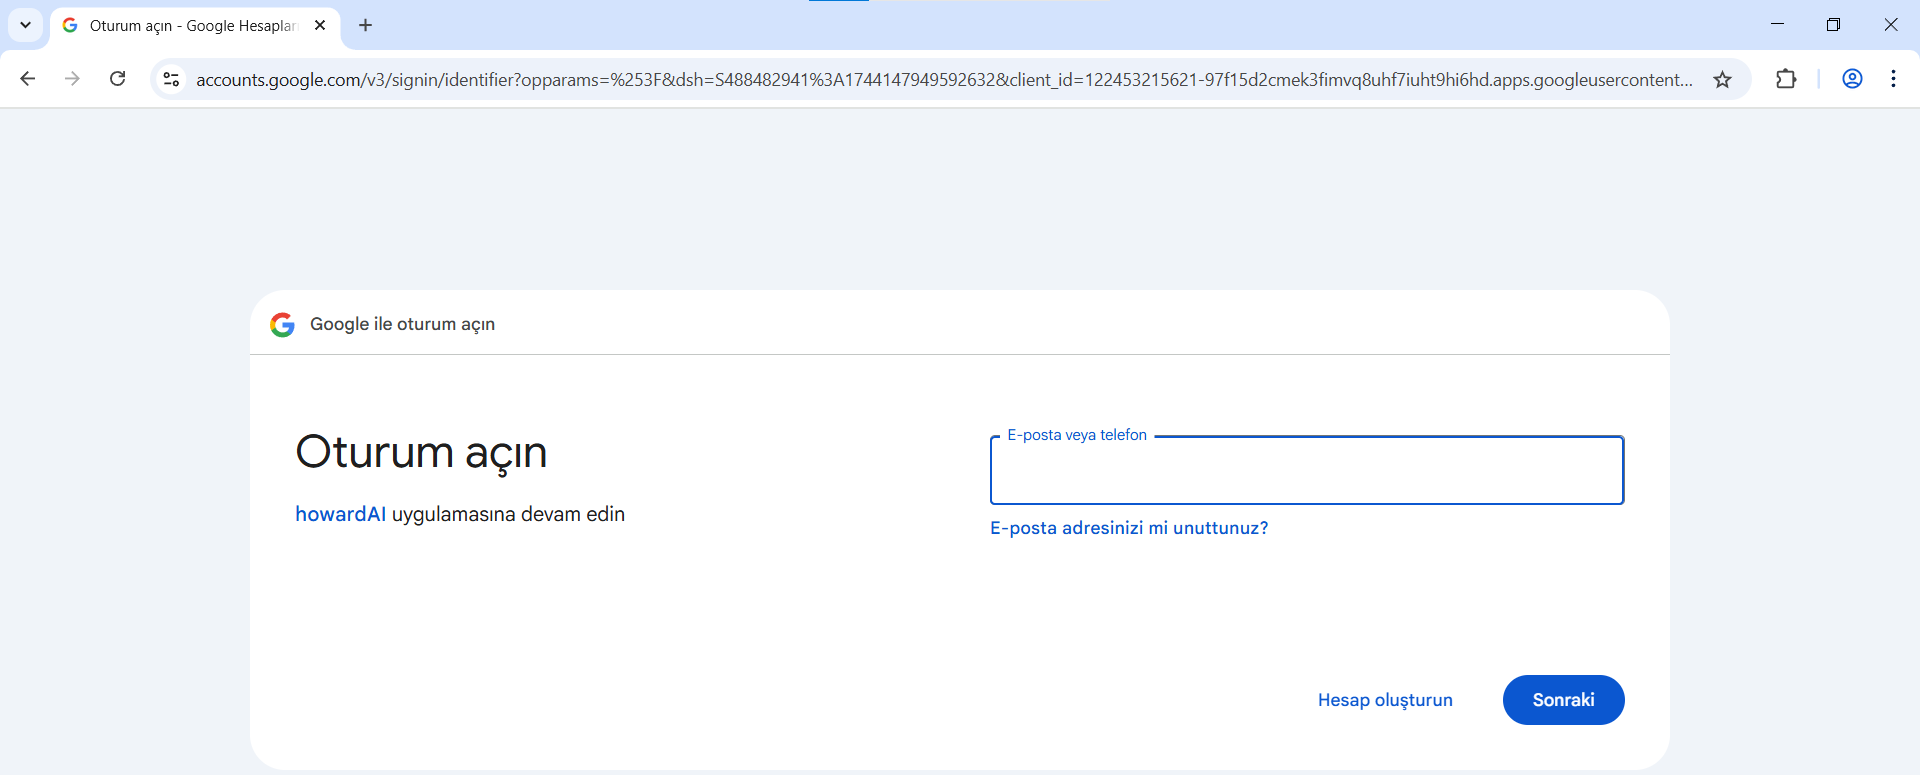 Oturum açın - Google Hesapları
accounts.google.com/v3/signin/identifier?opparams=%253F&dsh=S488482941%3A1744147949592632&client_id=122453215621-97f15d2cmek3fimvq8uhf7iuht9hi6hd.apps.googleusercontent...
Google ile oturum açın
Oturum açın
howardAI uygulamasına devam edin
E-posta veya telefon
E-posta adresinizi mi unuttunuz?
Hesap oluşturun
Sonraki